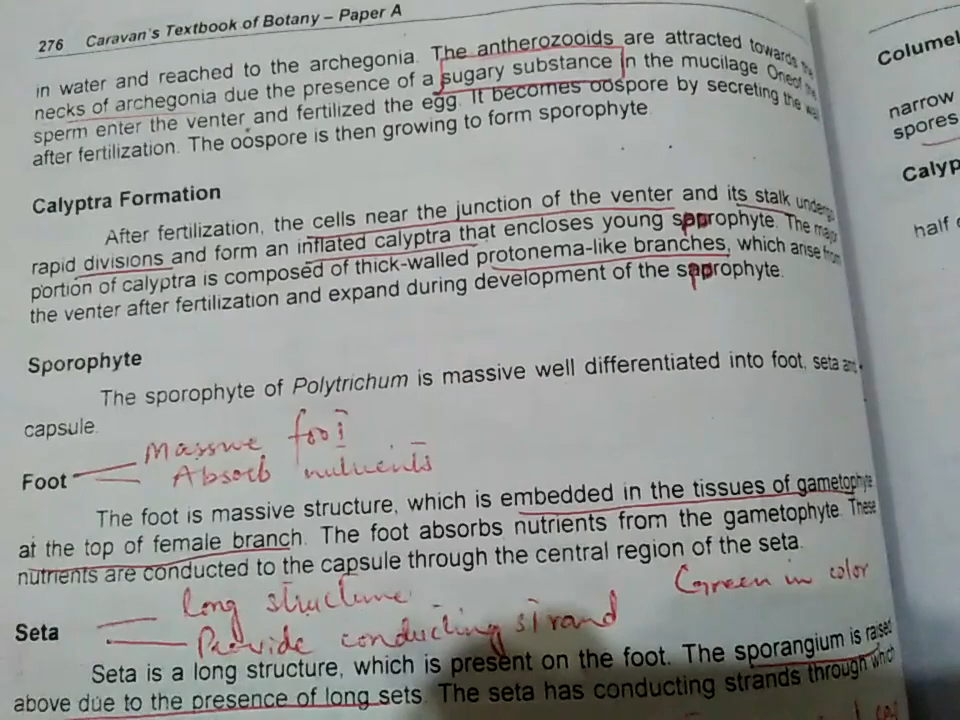 276 Caravan's Textbook of Botany – Paper A
in water and reached to the archegonia. The antherozooids are attracted towards the
necks of archegonia due the presence of a sugary substance in the mucilage. One of the
sperm enter the venter and fertilized the egg. It becomes oospore by secreting the wall
after fertilization. The oospore is then growing to form sporophyte.
Calyptra Formation
After fertilization, the cells near the junction of the venter and its stalk undergo
rapid divisions and form an inflated calyptra that encloses young saprophyte. The major
portion of calyptra is composed of thick-walled protonema-like branches, which arise from
the venter after fertilization and expand during development of the saprophyte.
Sporophyte
The sporophyte of Polytrichum is massive well differentiated into foot, seta and
capsule.
Massive foot
Foot
Absorb nutrients
The foot is massive structure, which is embedded in the tissues of gametophyte
at the top of female branch. The foot absorbs nutrients from the gametophyte. These
nutrients are conducted to the capsule through the central region of the seta.
long structure
Green in color
Seta
Provide conducting strand
Seta is a long structure, which is present on the foot. The sporangium is raised
above due to the presence of long sets. The seta has conducting strands through which
Columel
narrow
spores
Calyp
half